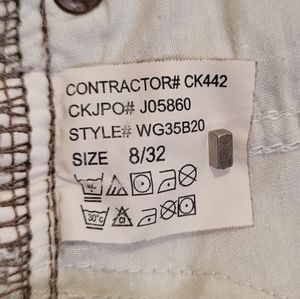 CONTRACTOR# CK442
CKJPO# J05860
STYLE# WG35B20
SIZE 8/32
30°C